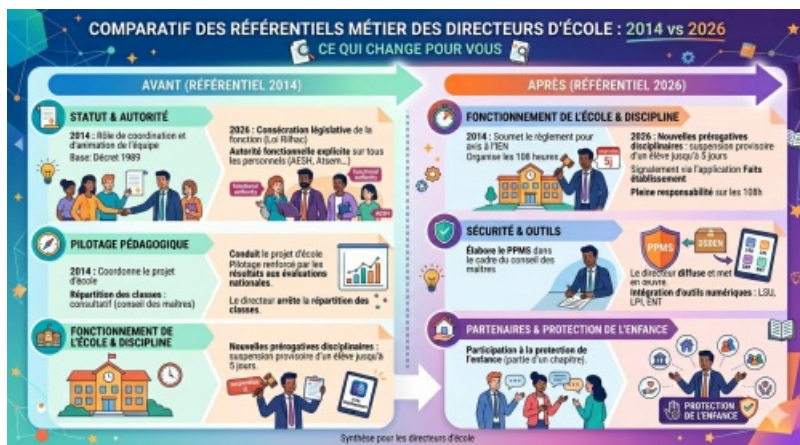 COMPARATIF DES RÉFÉRENTIELS MÉTIER DES DIRECTEURS D'ÉCOLE : 2014 vs 2026
CE QUI CHANGE POUR VOUS
AVANT (RÉFÉRENTIEL 2014)
STATUT & AUTORITÉ
2014 : Rôle de coordination et
d'animation de l'équipe
Base: Décret 1989
2026 : Consécration législative de
la fonction (Loi Rilhac)
Autorité fonctionnelle explicite sur tous
les personnels (AESH, Atsem...)
functional
authority
functional
authority
AESH
PILOTAGE PÉDAGOGIQUE
2014 : Coordonne le projet
d'école
Répartition des classes :
consultatif (conseil des maîtres)
Conduit le projet d'école
Pilotage renforcé par les
résultats aux évaluations
nationales.
Le directeur arrête la répartition des
classes.
FONCTIONNEMENT DE
L'ÉCOLE & DISCIPLINE
Nouvelles prérogatives disciplinaires :
suspension provisoire d'un élève jusqu'à
5 jours.
APRÈS (RÉFÉRENTIEL 2026)
FONCTIONNEMENT DE L'ÉCOLE & DISCIPLINE
2014 : Soumet le règlement pour
avis à l'IEN
Organise les 108 heures
5j
2026 : Nouvelles prérogatives
disciplinaires : suspension provisoire
d'un élève jusqu'à 5 jours
Signalement via l'application Faits
établissement
Pleine responsabilité sur les 108h
SÉCURITÉ & OUTILS
Élabore le PPMS dans
le cadre du conseil des
maîtres
PPMS
DSDEN
Le directeur diffuse et met
en œuvre.
Intégration d'outils numériques : LSU,
LPI, ENT
PARTENAIRES & PROTECTION DE L'ENFANCE
Participation à la protection de
l'enfance (partie d'un chapitre).
PROTECTION
DE L'ENFANCE
Synthèse pour les directeurs d'école